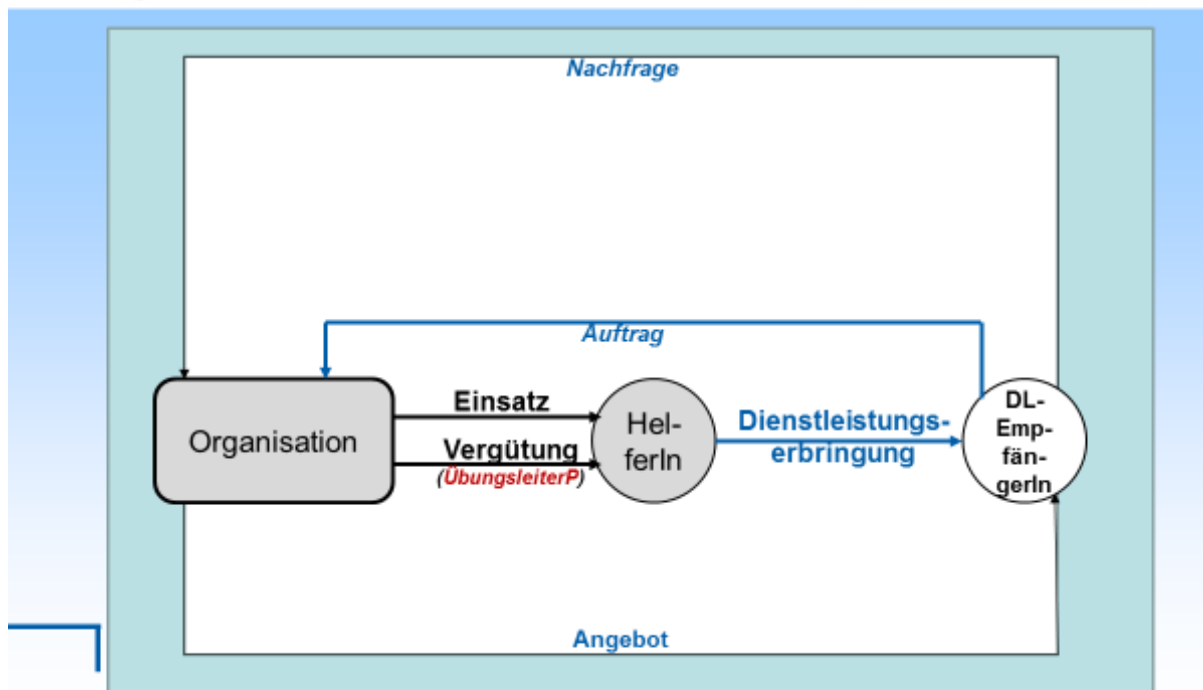 Nachfrage
Auftrag
Organisation
Einsatz
Vergütung
(ÜbungsleiterP)
Hel-
ferIn
Dienstleistungs-
erbringung
DL-
Emp-
fän-
gerIn
Angebot